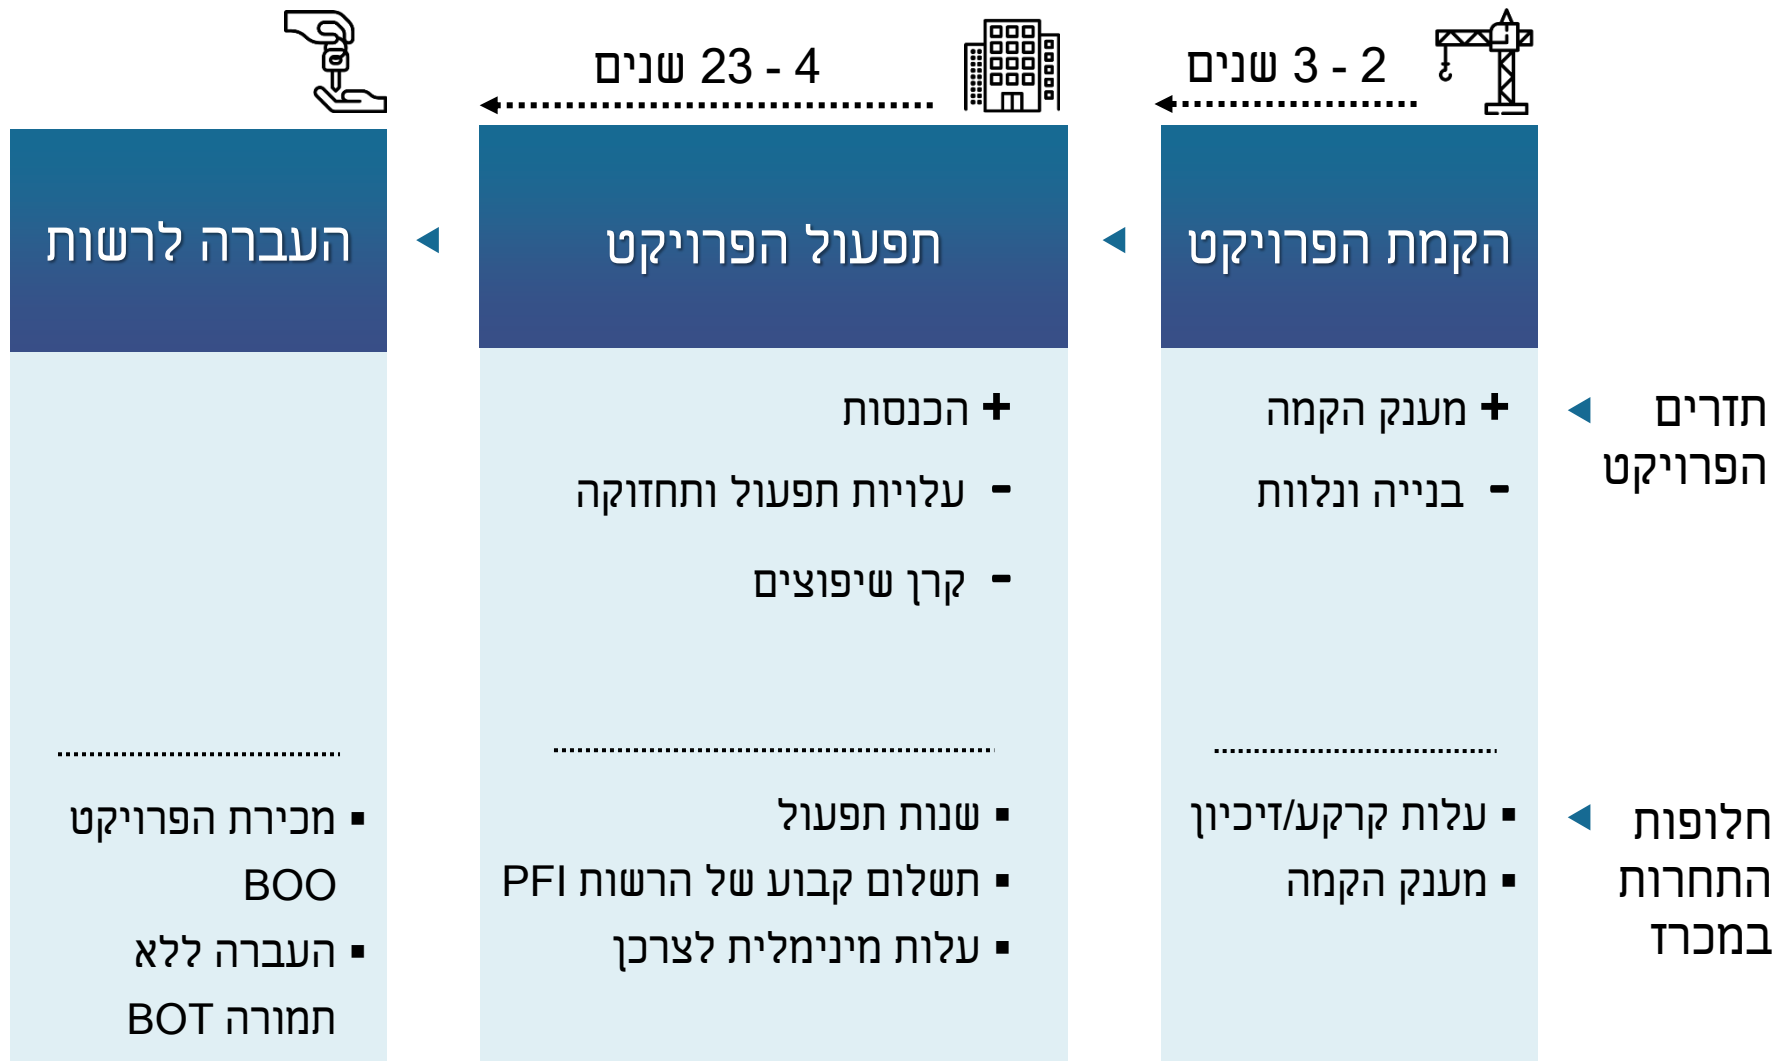 2 - 3 שנים
4 - 23 שנים
הקמת הפרויקט
תפעול הפרויקט
העברה לרשות
תזרים
הפרויקט
+ מענק הקמה
- בנייה ונלוות
+ הכנסות
- עלויות תפעול ותחזוקה
- קרן שיפוצים
חלופות
התחרות
במכרז
▪ עלות קרקע/זיכיון
▪ מענק הקמה
▪ שנות תפעול
▪ תשלום קבוע של הרשות PFI
▪ עלות מינימלית לצרכן
▪ מכירת הפרויקט
BOO
▪ העברה ללא
תמורה BOT